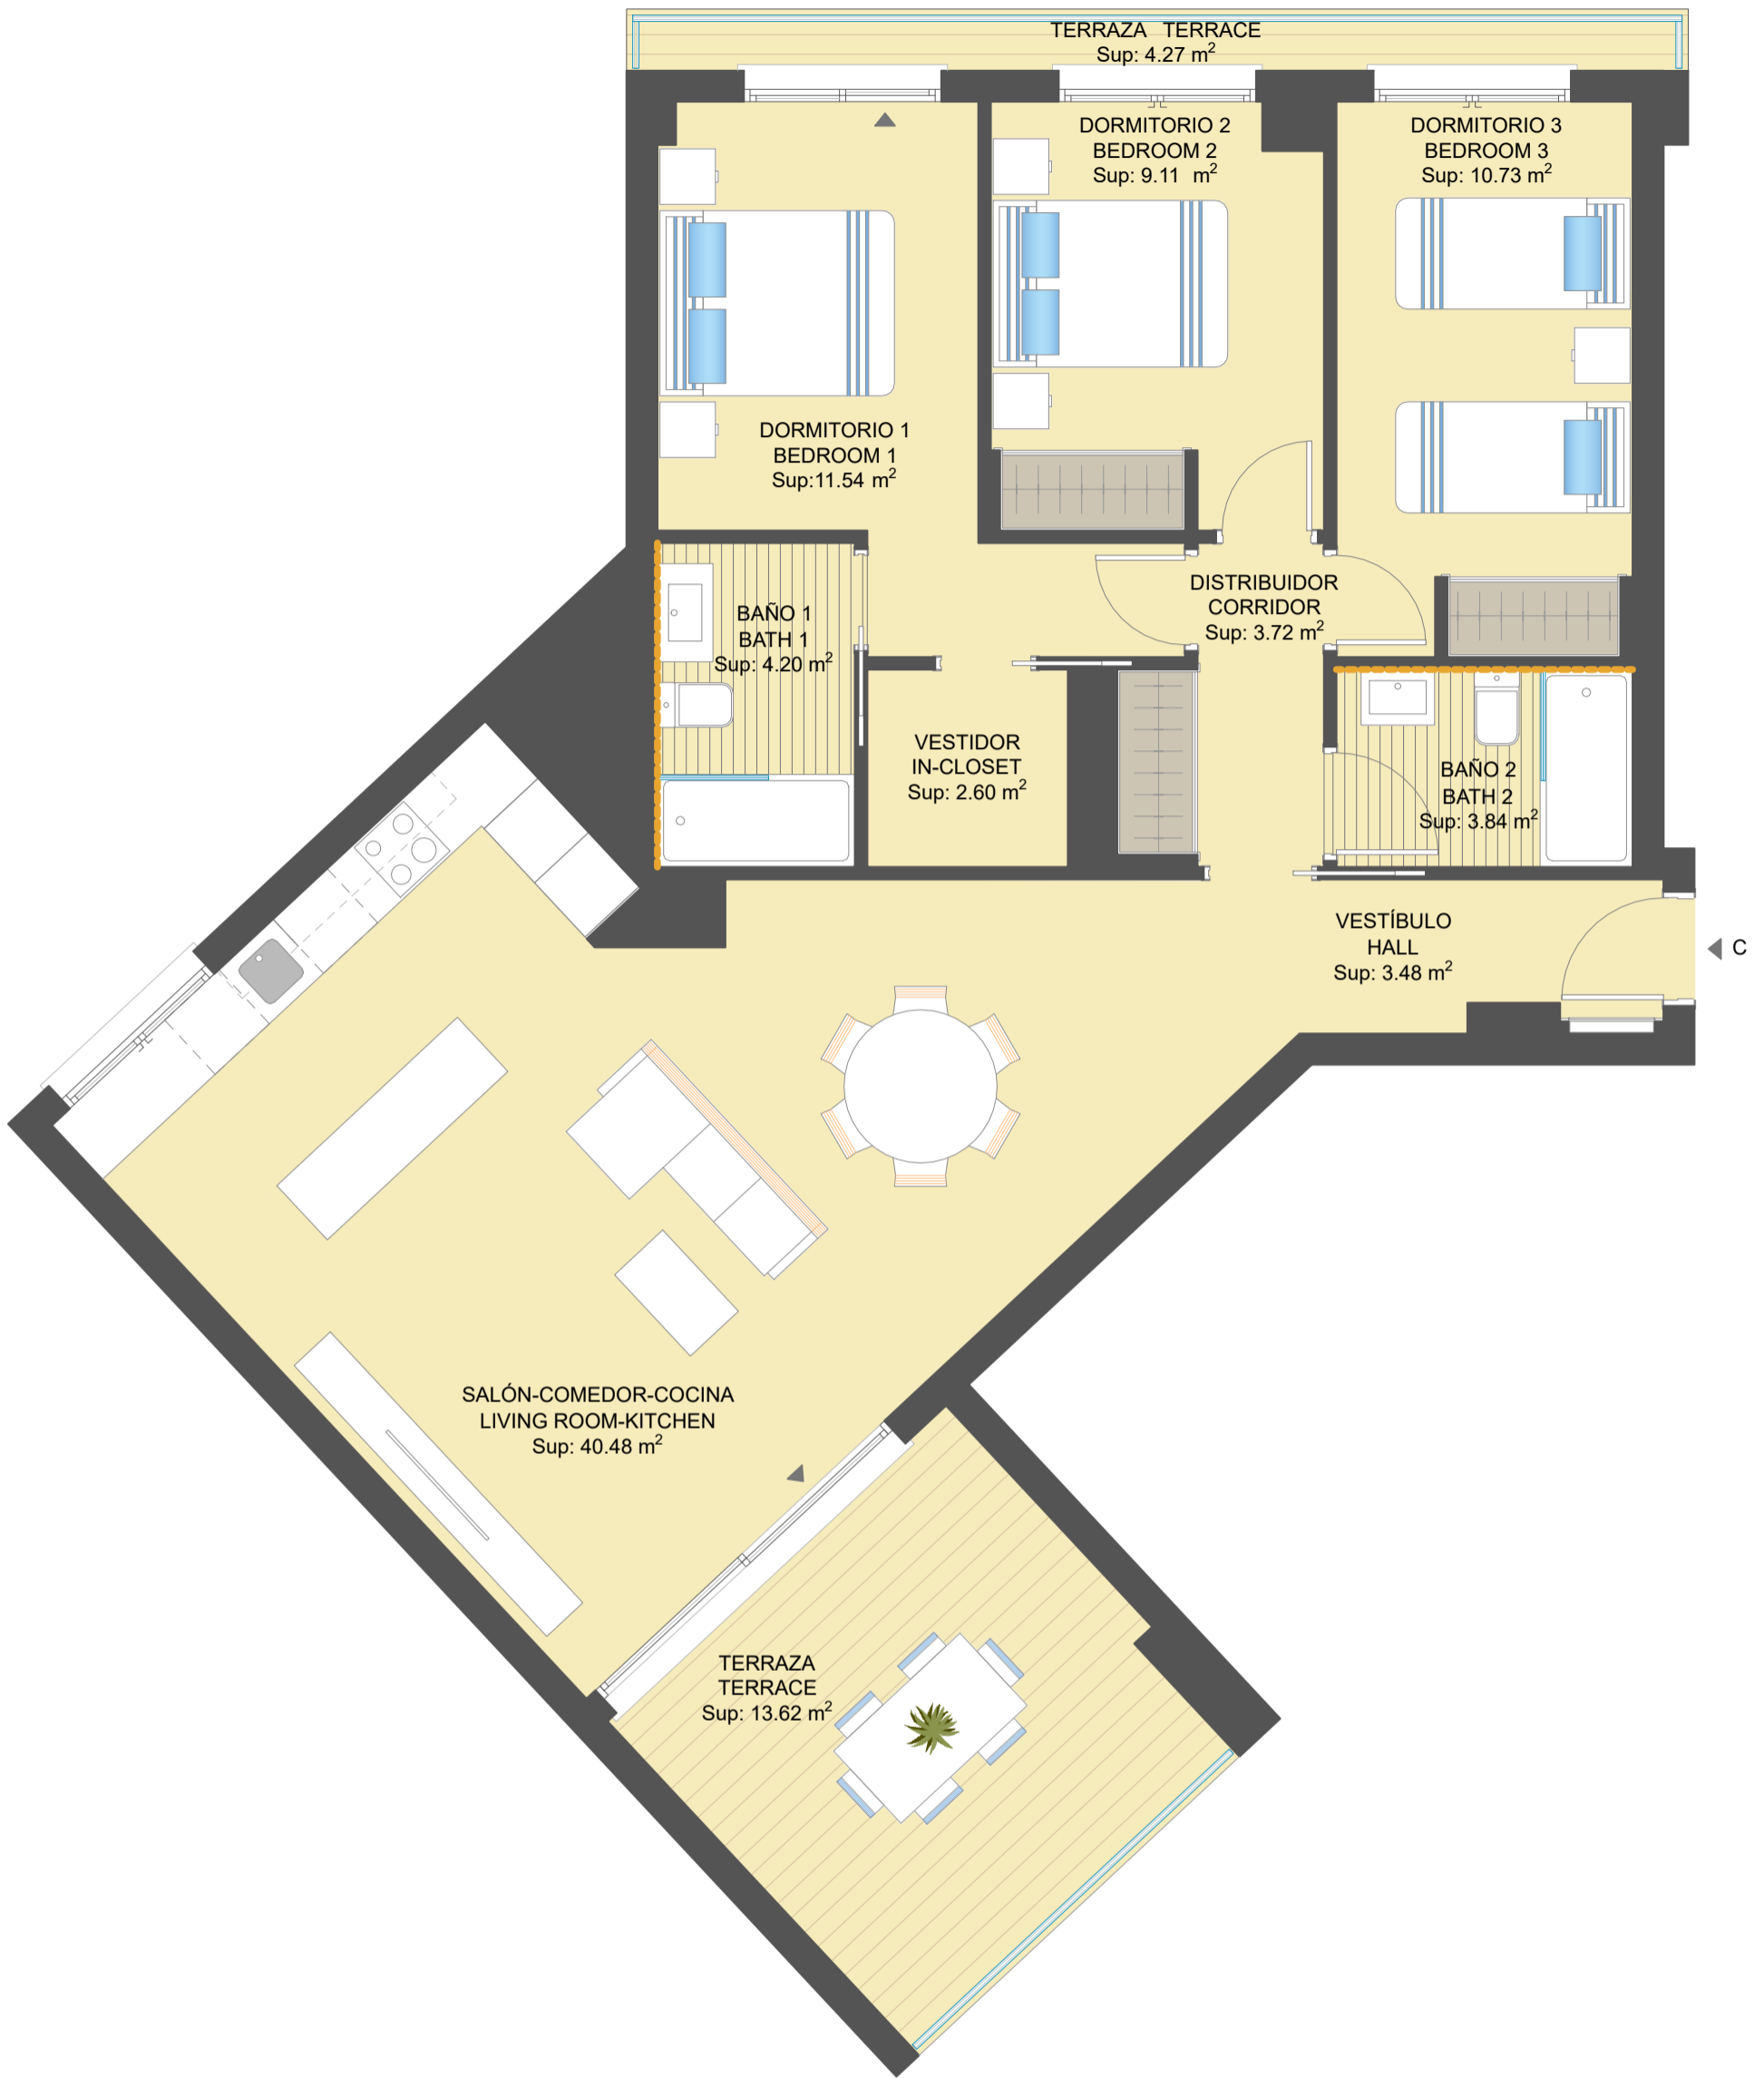 TERRAZA TERRACE
Sup: 4.27 m²
DORMITORIO 2
BEDROOM 2
Sup: 9.11 m²
DORMITORIO 3
BEDROOM 3
Sup: 10.73 m²
DORMITORIO 1
BEDROOM 1
Sup:11.54 m²
DISTRIBUIDOR
CORRIDOR
Sup: 3.72 m²
BAÑO 1
BATH 1
Sup: 4.20 m²
VESTIDOR
IN-CLOSET
Sup: 2.60 m²
BAÑO 2
BATH 2
Sup: 3.84 m²
VESTÍBULO
HALL
Sup: 3.48 m²
C
SALÓN-COMEDOR-COCINA
LIVING ROOM-KITCHEN
Sup: 40.48 m²
TERRAZA
TERRACE
Sup: 13.62 m²